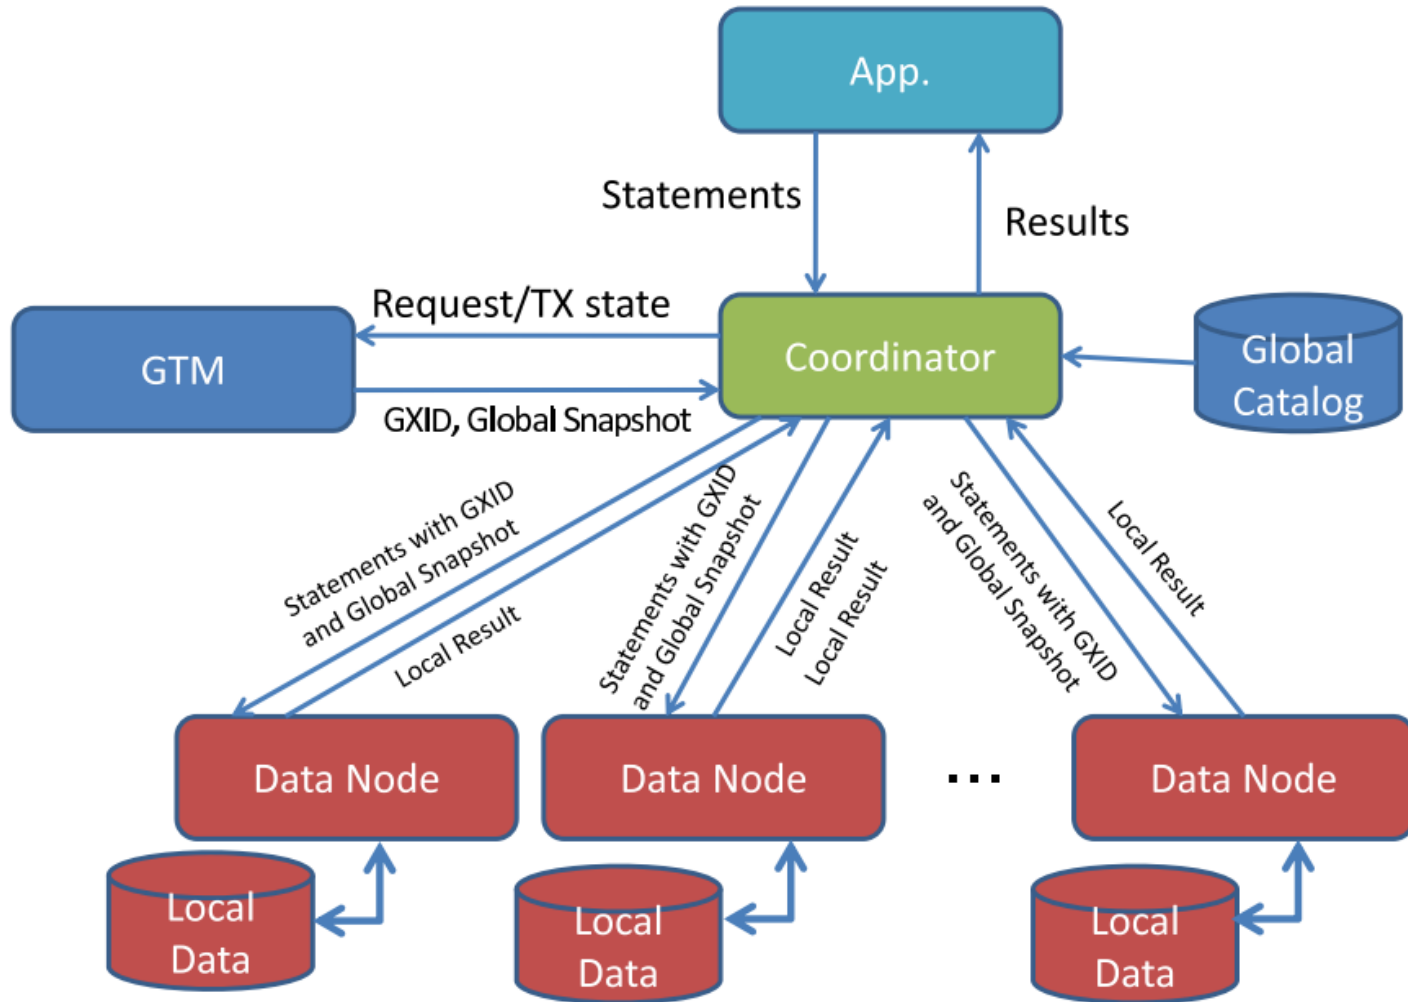 App.
Statements
Results
Request/TX state
GTM
Coordinator
Global
Catalog
GXID, Global Snapshot
Statements with GXID
and Global Snapshot
Local Result
Statements with GXID
and Global Snapshot
Local Result
Local Result
Statements with GXID
and Global Snapshot
Local Result
Data Node
Data Node
...
Data Node
Local
Data
Local
Data
Local
Data